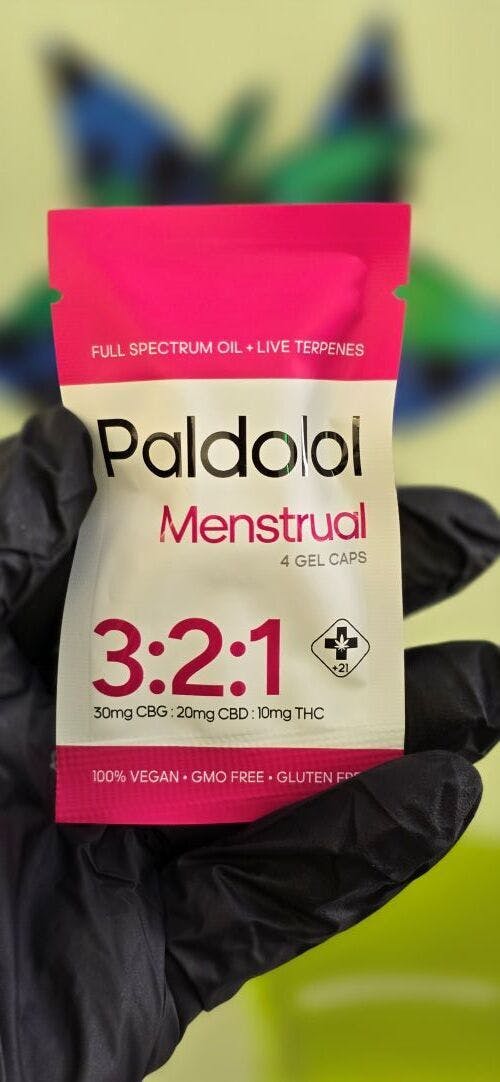 FULL SPECTRUM OIL + LIVE TERPENES
Paldolol
Menstrual
4 GEL CAPS
3:2:1
+21
30mg CBG : 20mg CBD : 10mg THC
100% VEGAN • GMO FREE • GLUTEN